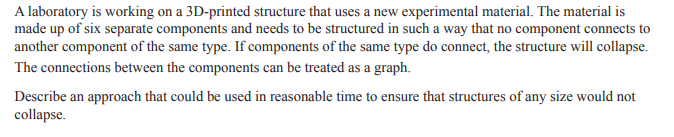 A laboratory is working on a 3D-printed structure that uses a new experimental material. The material is
made up of six separate components and needs to be structured in such a way that no component connects to
another component of the same type. If components of the same type do connect, the structure will collapse.
The connections between the components can be treated as a graph.
Describe an approach that could be used in reasonable time to ensure that structures of any size would not
collapse.